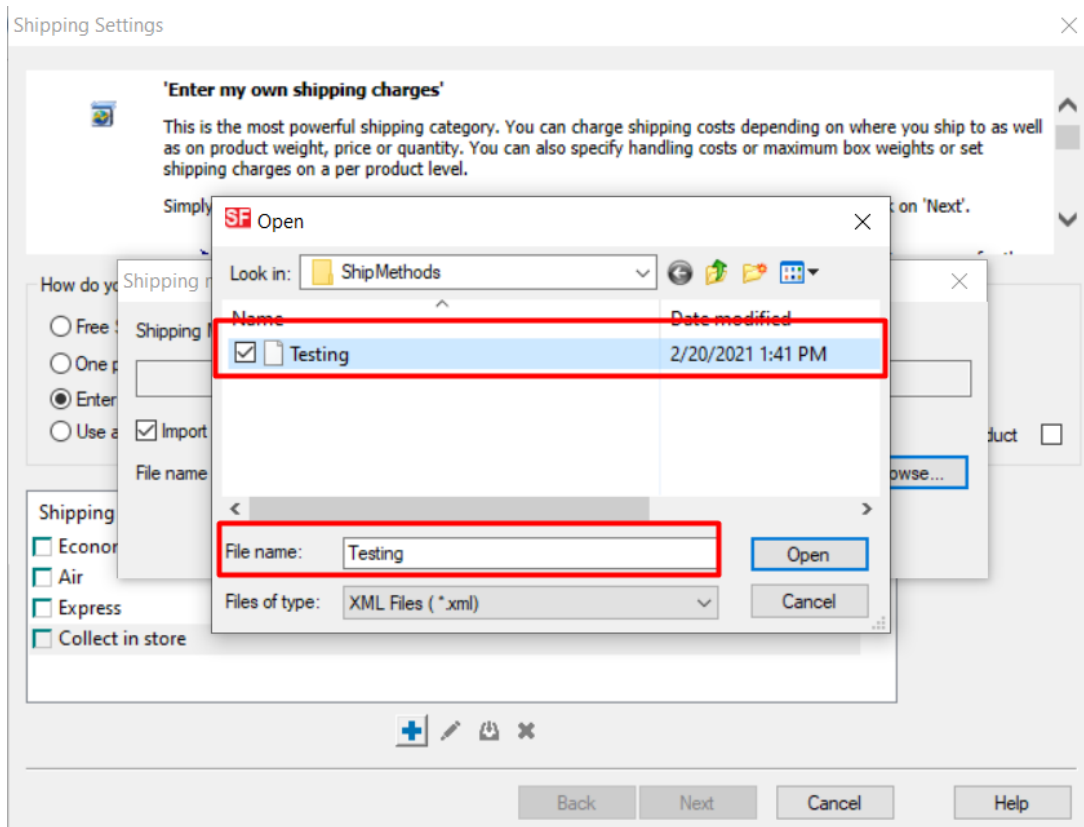 Shipping Settings
'Enter my own shipping charges'
This is the most powerful shipping category. You can charge shipping costs depending on where you ship to as well
as on product weight, price or quantity. You can also specify handling costs or maximum box weights or set
shipping charges on a per product level.
Simply
on 'Next'.
SF Open
Look in: ShipMethods
How do yo
Shipping
Name Date modified
Free
Shipping
Testing 2/20/2021 1:41 PM
One p
Enter
Use a
Import
duct
File name
owse...
Shipping
Econor
File name: Testing Open
Air
Files of type: XML Files ( *.xml) Cancel
Express
Collect in store
Back Next Cancel Help